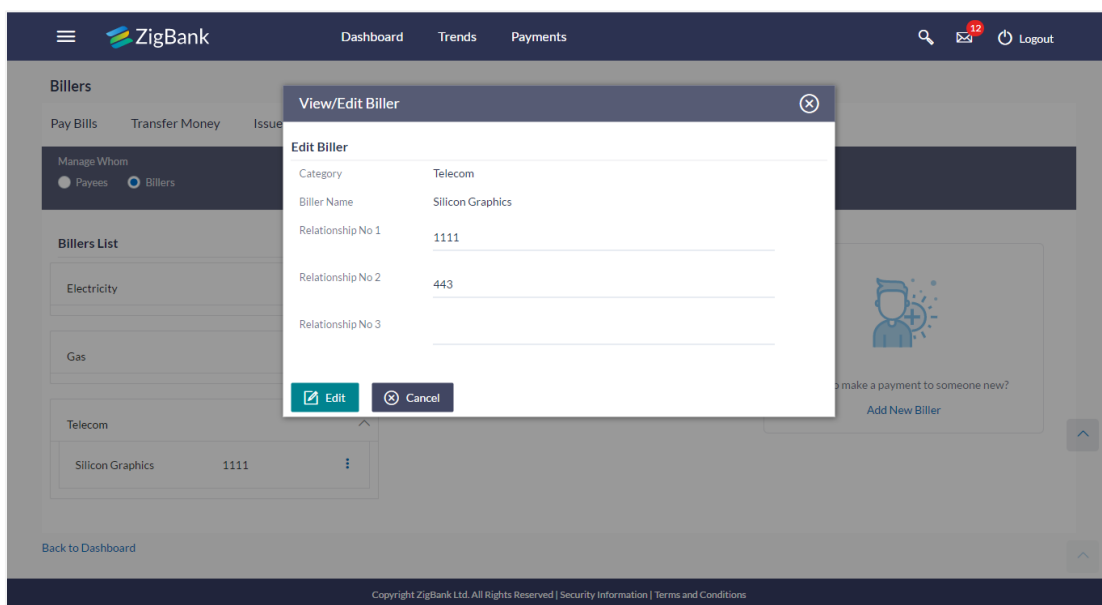 ZigBank Dashboard Trends Payments 12 Logout
Billers
Pay Bills Transfer Money Issue
Manage Whom
Payees Billers
Billers List
Electricity
Gas
Telecom
Silicon Graphics 1111
View/Edit Biller
Edit Biller
Category Telecom
Biller Name Silicon Graphics
Relationship No 1 1111
Relationship No 2 443
Relationship No 3
Edit Cancel
make a payment to someone new?
Add New Biller
Back to Dashboard
Copyright ZigBank Ltd. All Rights Reserved | Security Information | Terms and Conditions